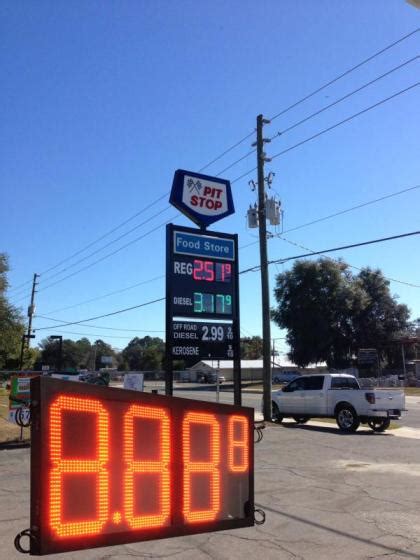 PIT
STOP
Food Store
REG 2.51 9
DIESEL 3.17 9
OFF ROAD
DIESEL 2.99 9/10
KEROSENE
8.88 8